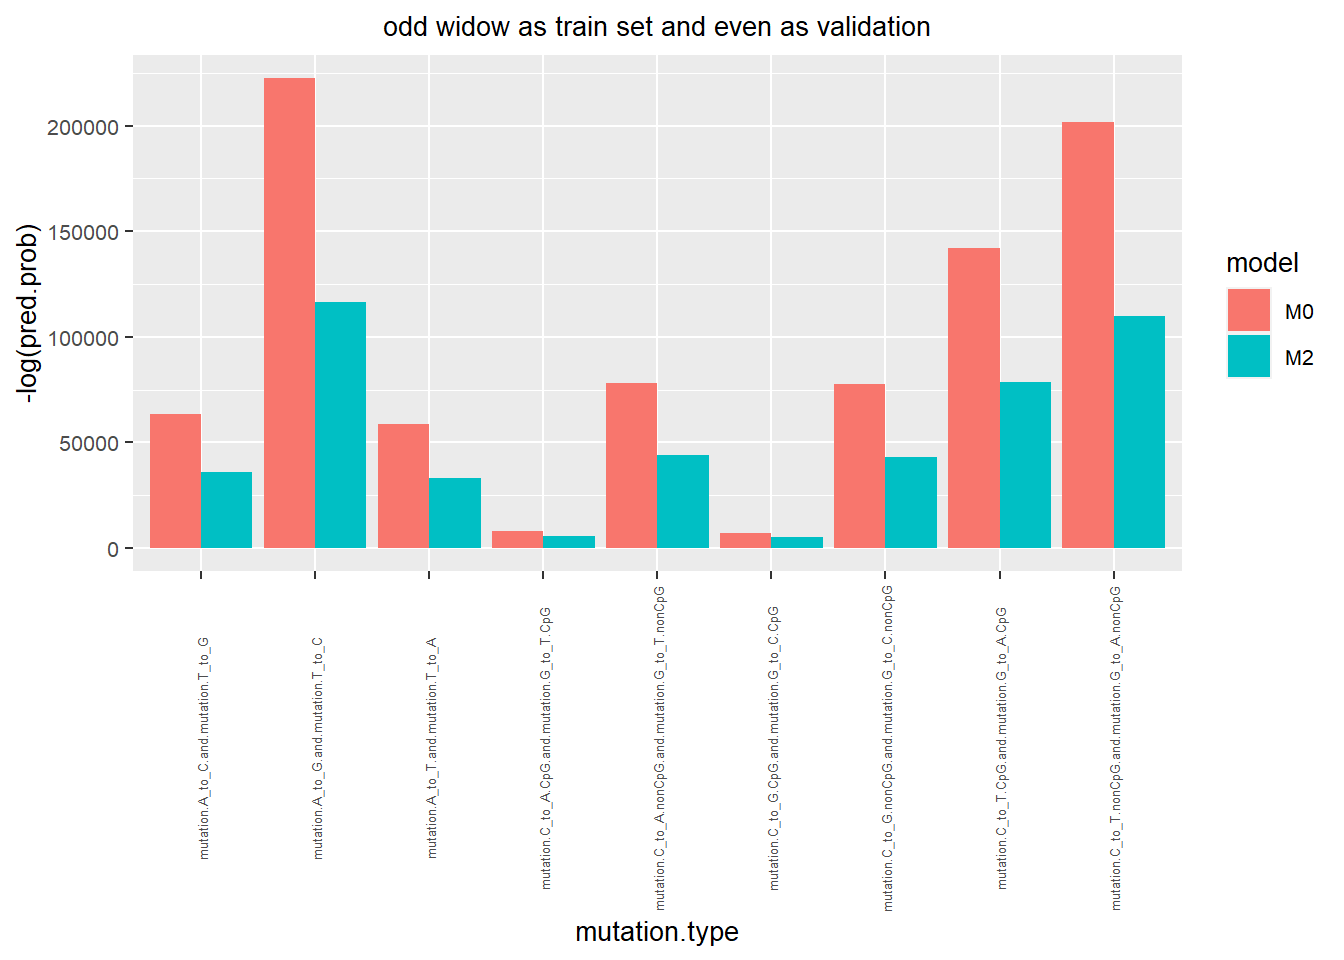 odd widow as train set and even as validation
-log(pred.prob)
200000
150000
100000
50000
0
model
M0
M2
mutation.A_to_C.and.mutation.T_to_G
mutation.A_to_G.and.mutation.T_to_C
mutation.A_to_T.and.mutation.T_to_A
mutation.C_to_A.CpG.and.mutation.G_to_T.CpG
mutation.C_to_A.nonCpG.and.mutation.G_to_T.nonCpG
mutation.C_to_G.CpG.and.mutation.G_to_C.CpG
mutation.C_to_G.nonCpG.and.mutation.G_to_C.nonCpG
mutation.C_to_T.CpG.and.mutation.G_to_A.CpG
mutation.C_to_T.nonCpG.and.mutation.G_to_A.nonCpG
mutation.type